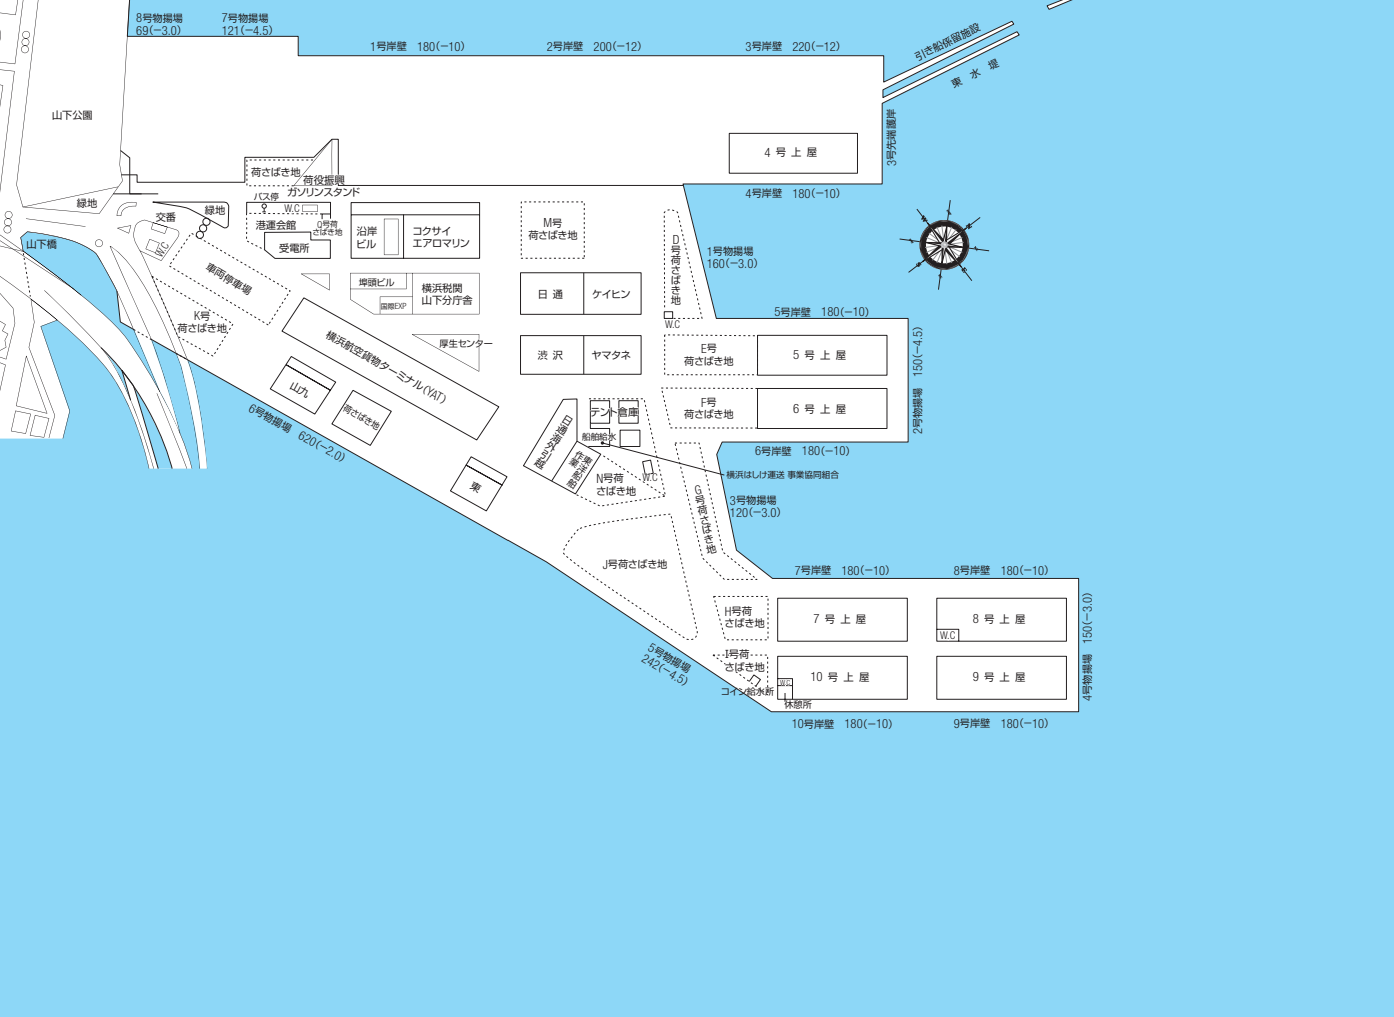 8号物揚場
69(−3.0)
7号物揚場
121(−4.5)
1号岸壁 180(−10)
2号岸壁 200(−12)
3号岸壁 220(−12)
引き船係留施設
東水堤
山下公園
3号先端護岸
4号上屋
4号岸壁 180(−10)
荷さばき地
荷役振興
ガソリンスタンド
バス停
W.C
緑地
交番
緑地
W.C
山下橋
港運会館
Q号荷
さばき地
受電所
沿岸
ビル
コクサイ
エアロマリン
M号
荷さばき地
D号荷さばき地
W.C
1号物揚場
160(−3.0)
車両停車場
K号
荷さばき地
埠頭ビル
国際EXP
横浜税関
山下分庁舎
日通
ケイヒン
厚生センター
渋沢
ヤマタネ
横浜航空貨物ターミナル(YAT)
E号
荷さばき地
5号上屋
5号岸壁 180(−10)
2号物揚場 150(−4.5)
F号
荷さばき地
6号上屋
6号岸壁 180(−10)
山九
荷さばき地
6号物揚場 620(−2.0)
東
日通海外引越
東洋船舶
作業
テント倉庫
船舶給水
W.C
N号荷
さばき地
横浜はしけ運送 事業協同組合
G号荷さばき地
3号物揚場
120(−3.0)
J号荷さばき地
7号岸壁 180(−10)
8号岸壁 180(−10)
H号荷
さばき地
7号上屋
8号上屋
W.C
4号物揚場 150(−3.0)
5号物揚場
242(−4.5)
I号荷
さばき地
コイン給水所
10号上屋
W.C
休憩所
9号上屋
10号岸壁 180(−10)
9号岸壁 180(−10)